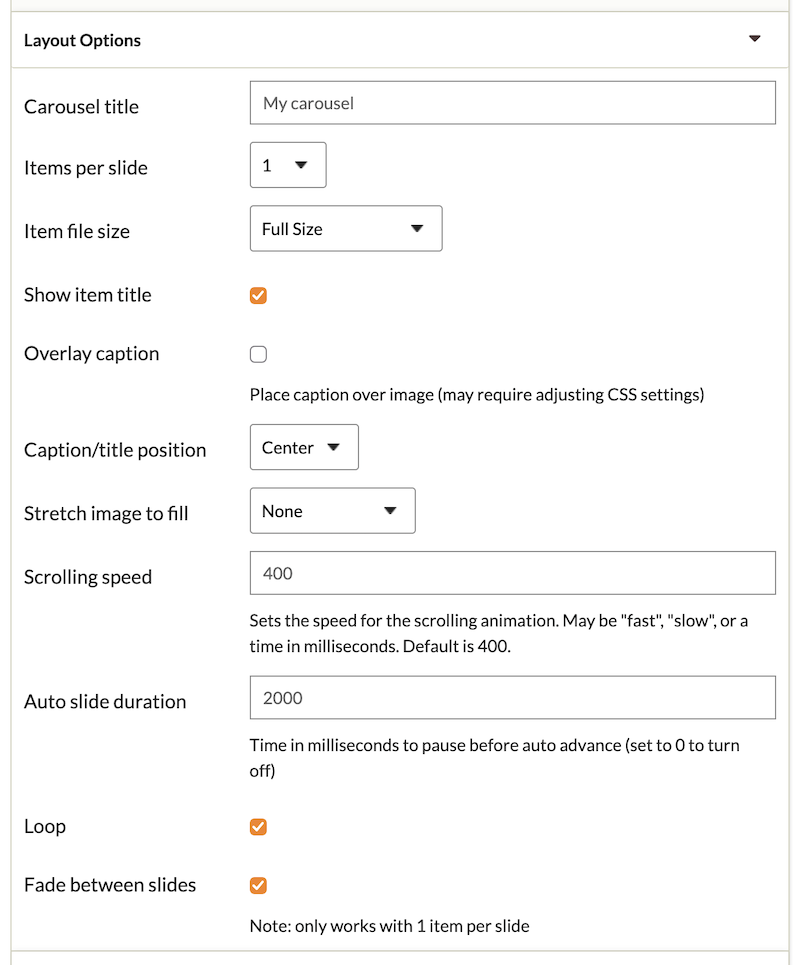 Layout Options
Carousel title
My carousel
Items per slide
1
Item file size
Full Size
Show item title
Overlay caption
Place caption over image (may require adjusting CSS settings)
Caption/title position
Center
Stretch image to fill
None
Scrolling speed
400
Sets the speed for the scrolling animation. May be "fast", "slow", or a
time in milliseconds. Default is 400.
Auto slide duration
2000
Time in milliseconds to pause before auto advance (set to 0 to turn
off)
Loop
Fade between slides
Note: only works with 1 item per slide